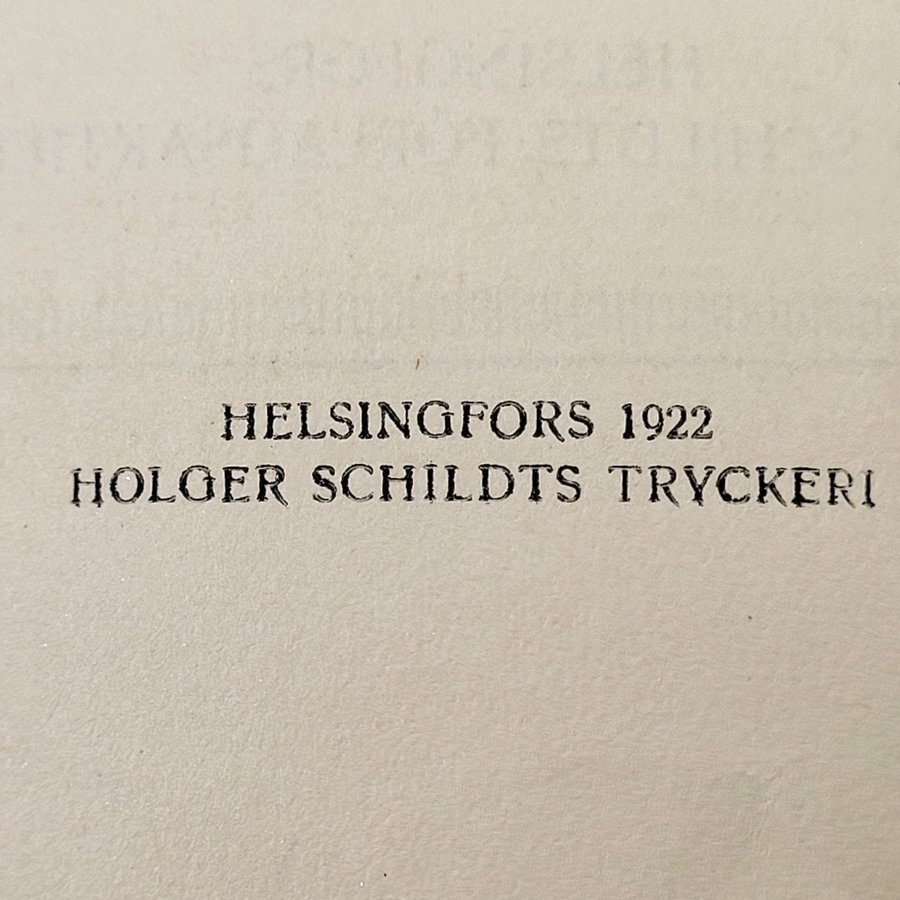 HELSINGFORS 1922
HOLGER SCHILDTS TRYCKERI